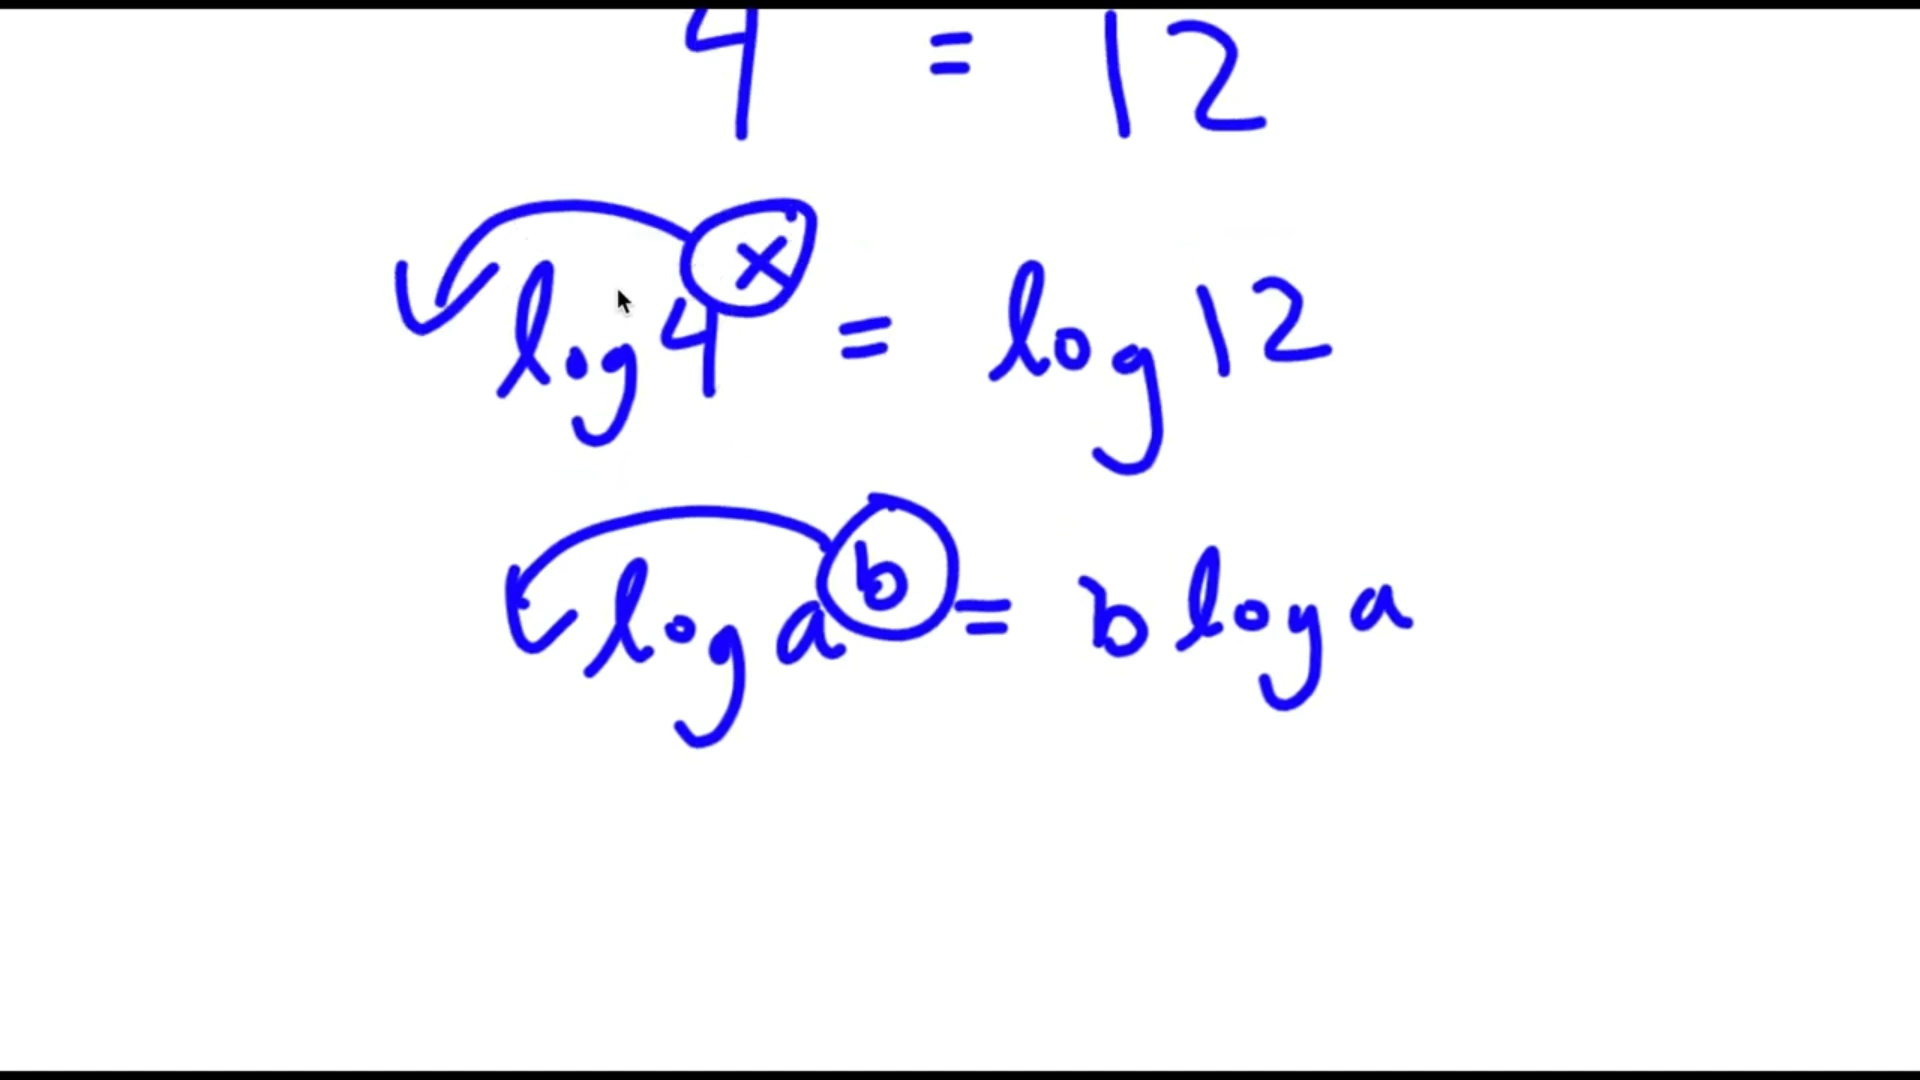 4 = 12
log 4^x = log 12
log a^b = b log a